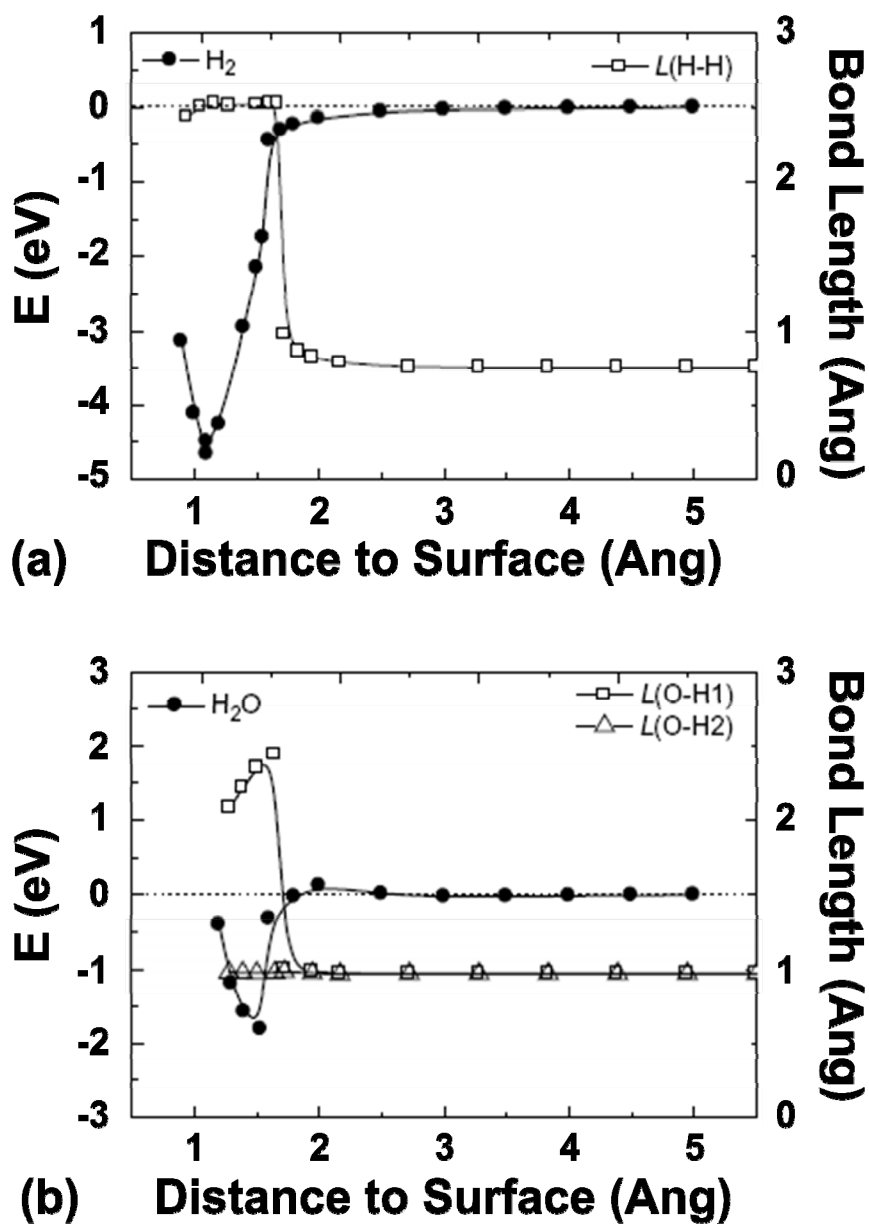 1
0
-1
-2
-3
-4
-5
E (eV)
H2
L(H-H)
3
2
1
0
Bond Length (Ang)
1 2 3 4 5
(a) Distance to Surface (Ang)
3
2
1
0
-1
-2
-3
E (eV)
H2O
L(O-H1)
L(O-H2)
3
2
1
0
Bond Length (Ang)
1 2 3 4 5
(b) Distance to Surface (Ang)